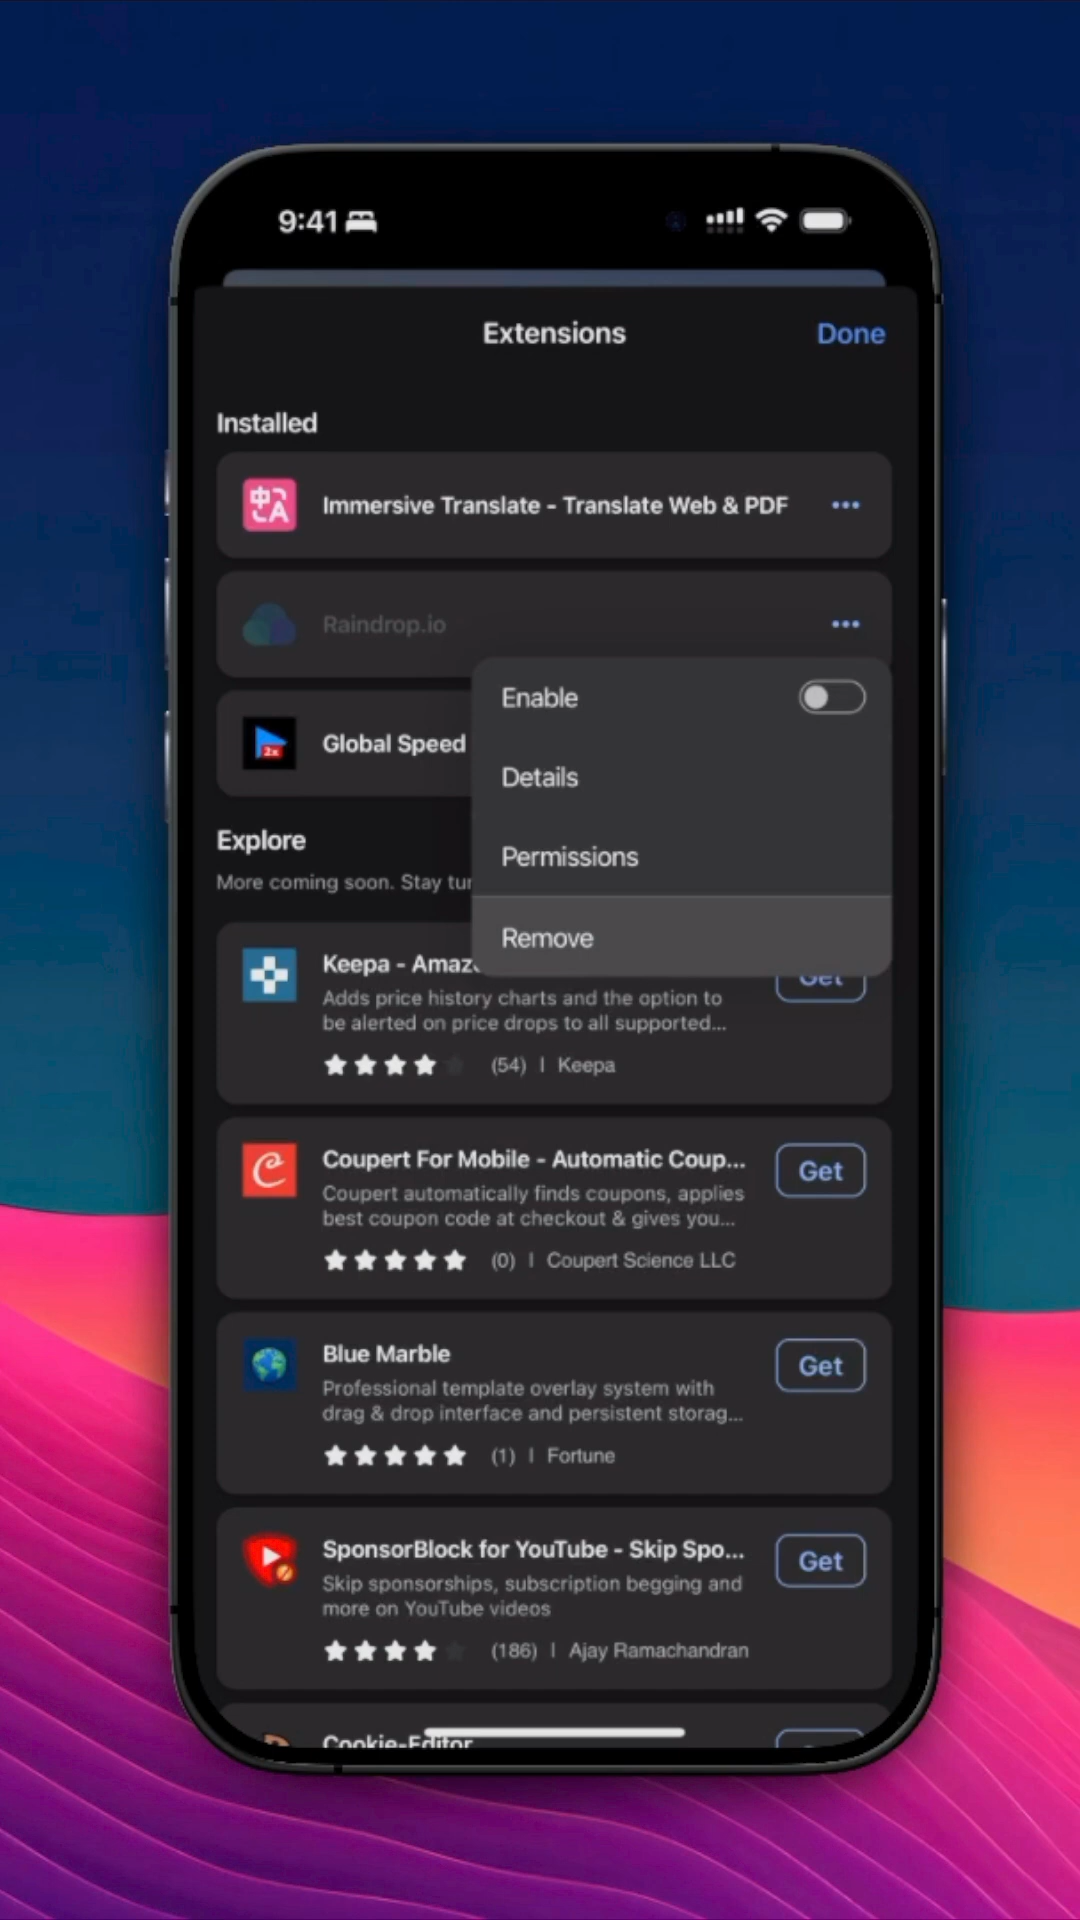 9:41
Extensions
Done
Installed
中A
Immersive Translate - Translate Web & PDF
Raindrop.io
Enable
2x
Global Speed
Details
Explore
Permissions
More coming soon. Stay
Remove
Keepa -
Get
Adds price history charts and the option to
be alerted on price drops to all supported...
(54) | Keepa
C
Coupert For Mobile - Automatic Coup...
Get
Coupert automatically finds coupons, applies
best coupon code at checkout & gives you...
(0) | Coupert Science LLC
Blue Marble
Get
Professional template overlay system with
drag & drop interface and persistent storag...
(1) | Fortune
SponsorBlock for YouTube - Skip Spo...
Get
Skip sponsorships, subscription begging and
more on YouTube videos
(186) | Ajay Ramachandran
Cookie-Editor